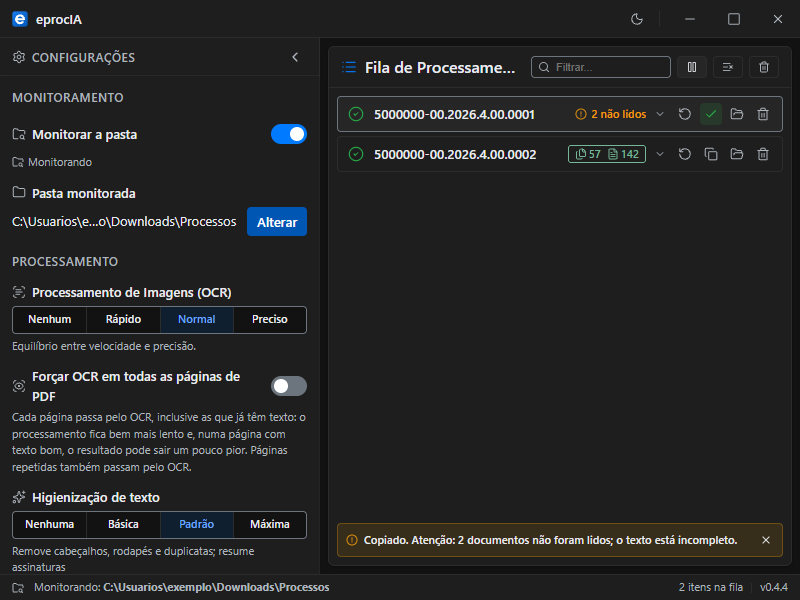 eprocIA
CONFIGURAÇÕES
MONITORAMENTO
Monitorar a pasta
Monitorando
Pasta monitorada
C:\Usuarios\e...o\Downloads\Processos
Alterar
PROCESSAMENTO
Processamento de Imagens (OCR)
Nenhum Rápido Normal Preciso
Equilíbrio entre velocidade e precisão.
Forçar OCR em todas as páginas de
PDF
Cada página passa pelo OCR, inclusive as que já têm texto: o
processamento fica bem mais lento e, numa página com
texto bom, o resultado pode sair um pouco pior. Páginas
repetidas também passam pelo OCR.
Higienização de texto
Nenhuma Básica Padrão Máxima
Remove cabeçalhos, rodapés e duplicatas; resume
assinaturas
Fila de Processame...
Filtrar...
5000000-00.2026.4.00.0001 2 não lidos
5000000-00.2026.4.00.0002 57 142
Copiado. Atenção: 2 documentos não foram lidos; o texto está incompleto.
Monitorando: C:\Usuarios\exemplo\Downloads\Processos
2 itens na fila v0.4.4